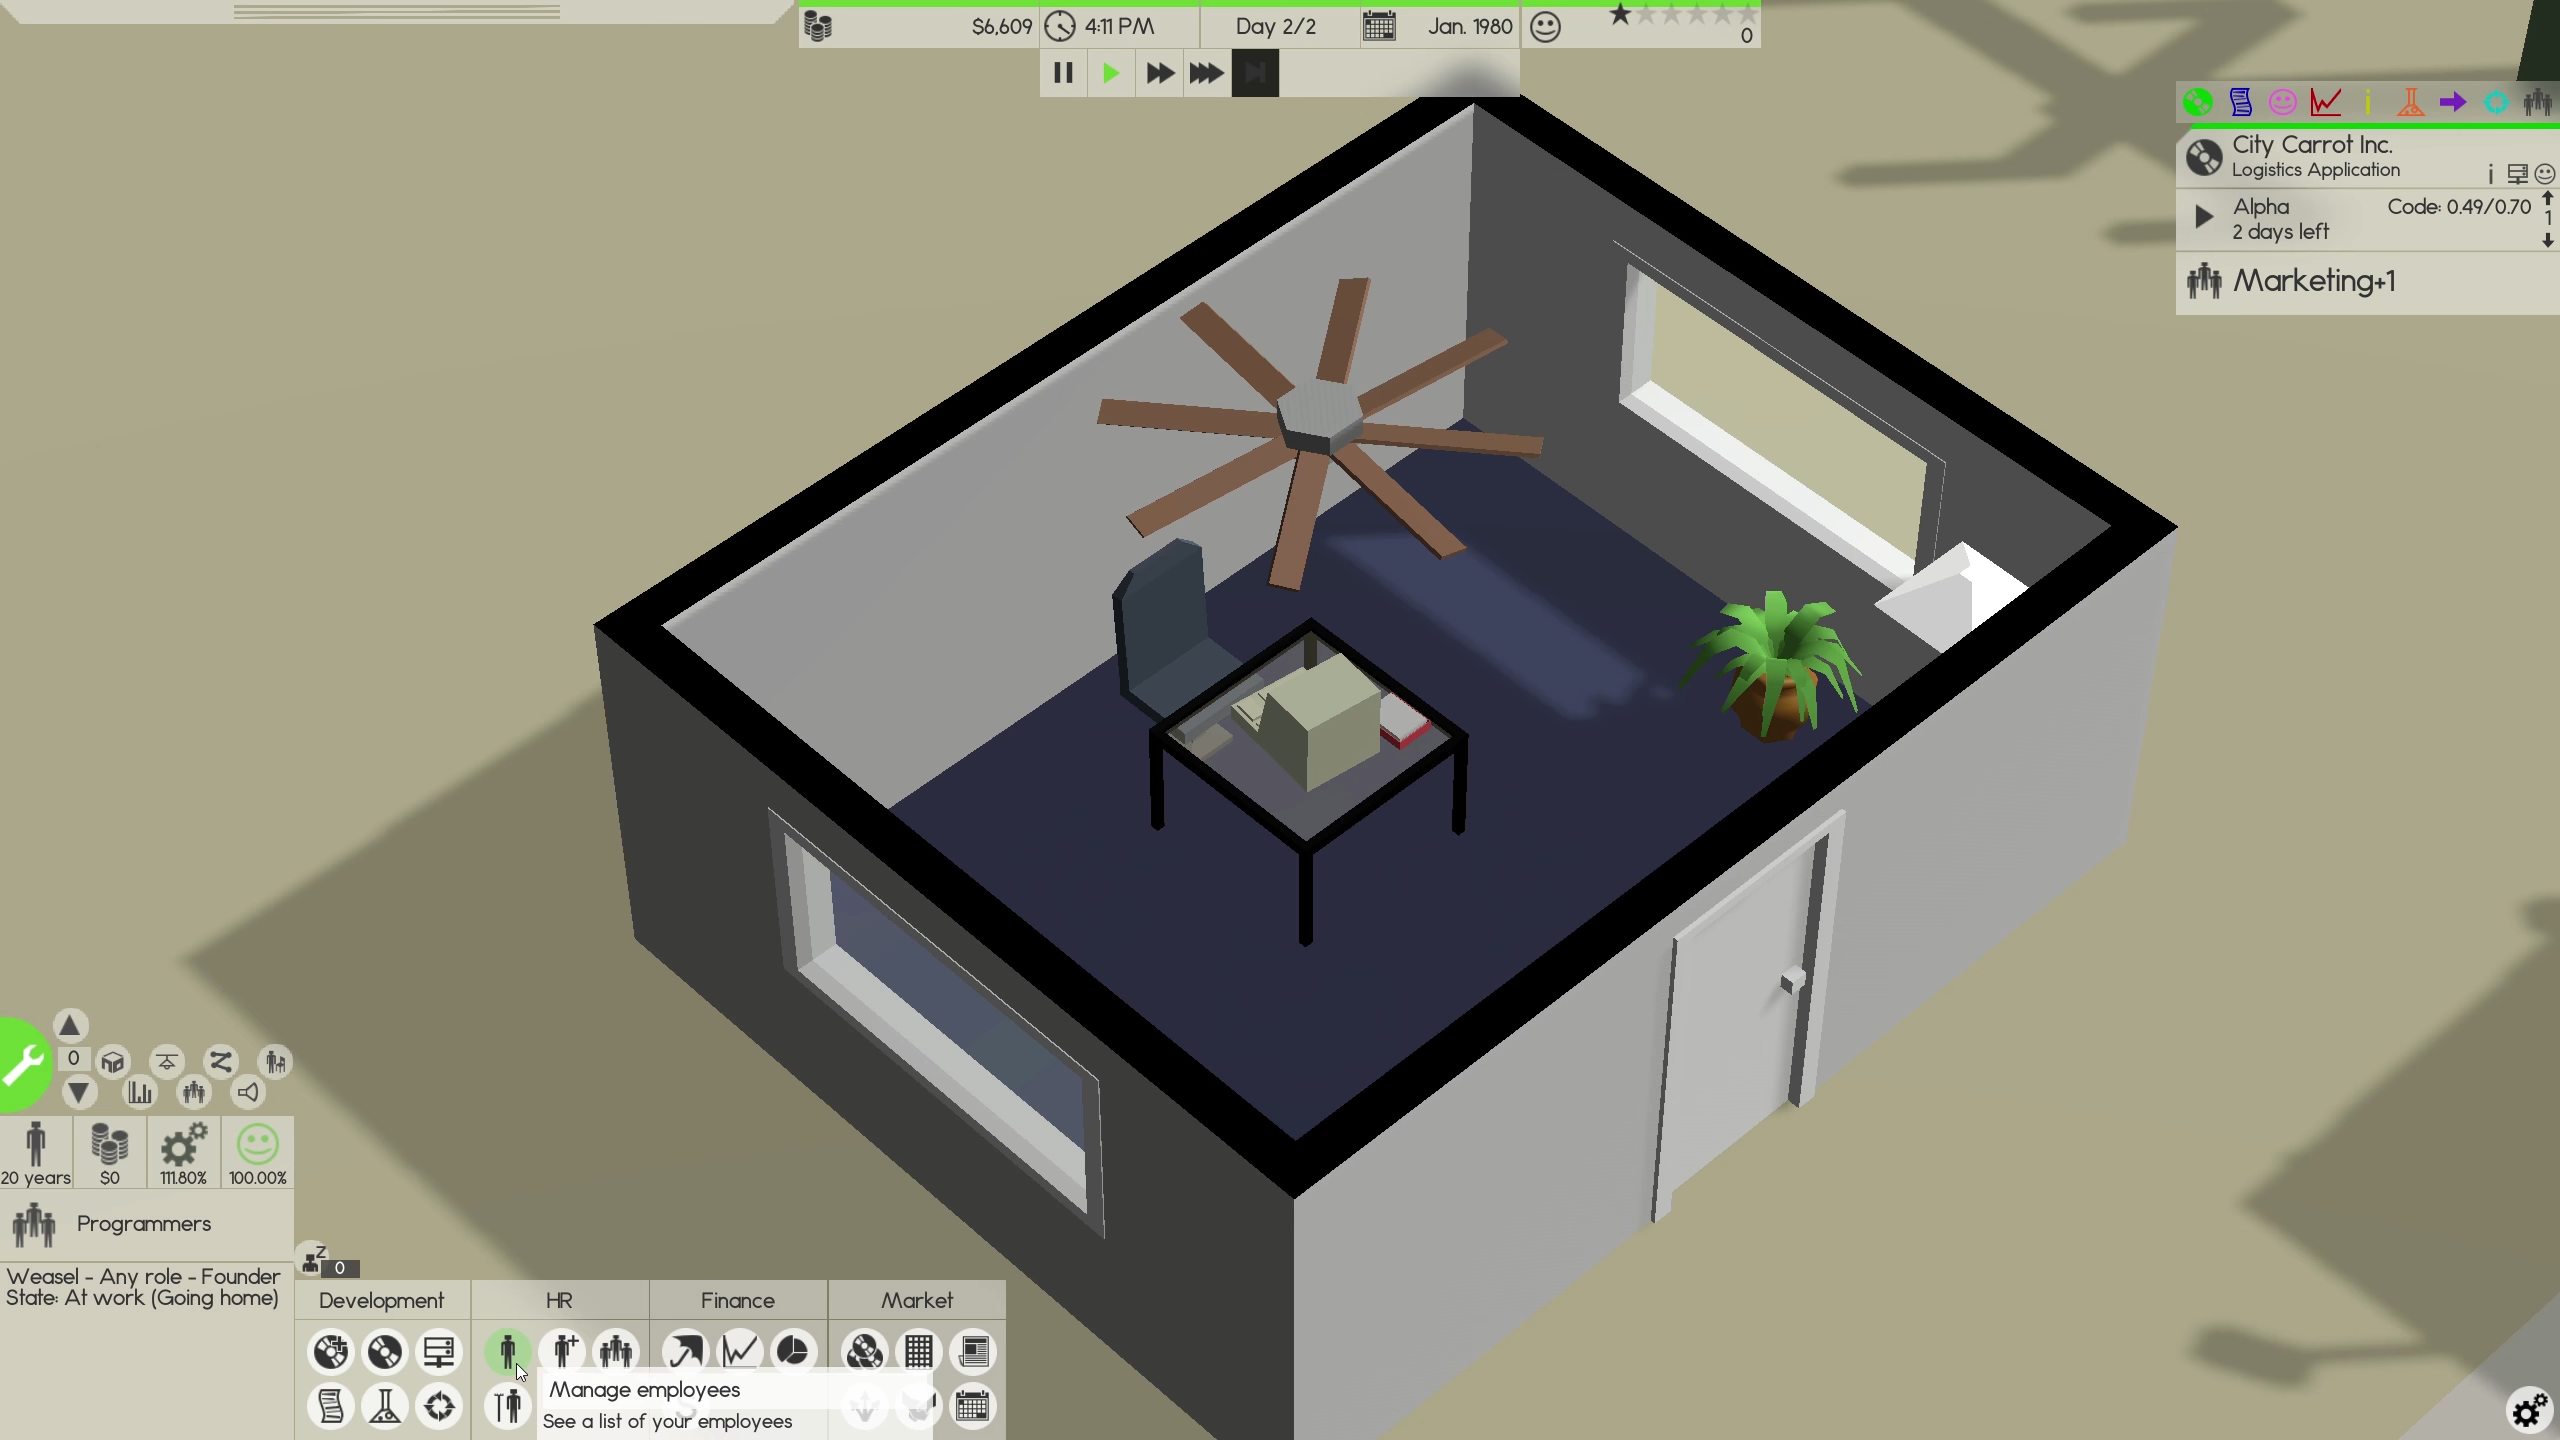 $6,609
4:11 PM
Day 2/2
Jan. 1980
0
City Carrot Inc.
Logistics Application
i
Alpha
Code: 0.49/0.70
2 days left
1
Marketing+1
0
20 years
$0
111.80%
100.00%
Programmers
Weasel - Any role - Founder
State: At work (Going home)
Z
0
Development
HR
Finance
Market
Manage employees
See a list of your employees